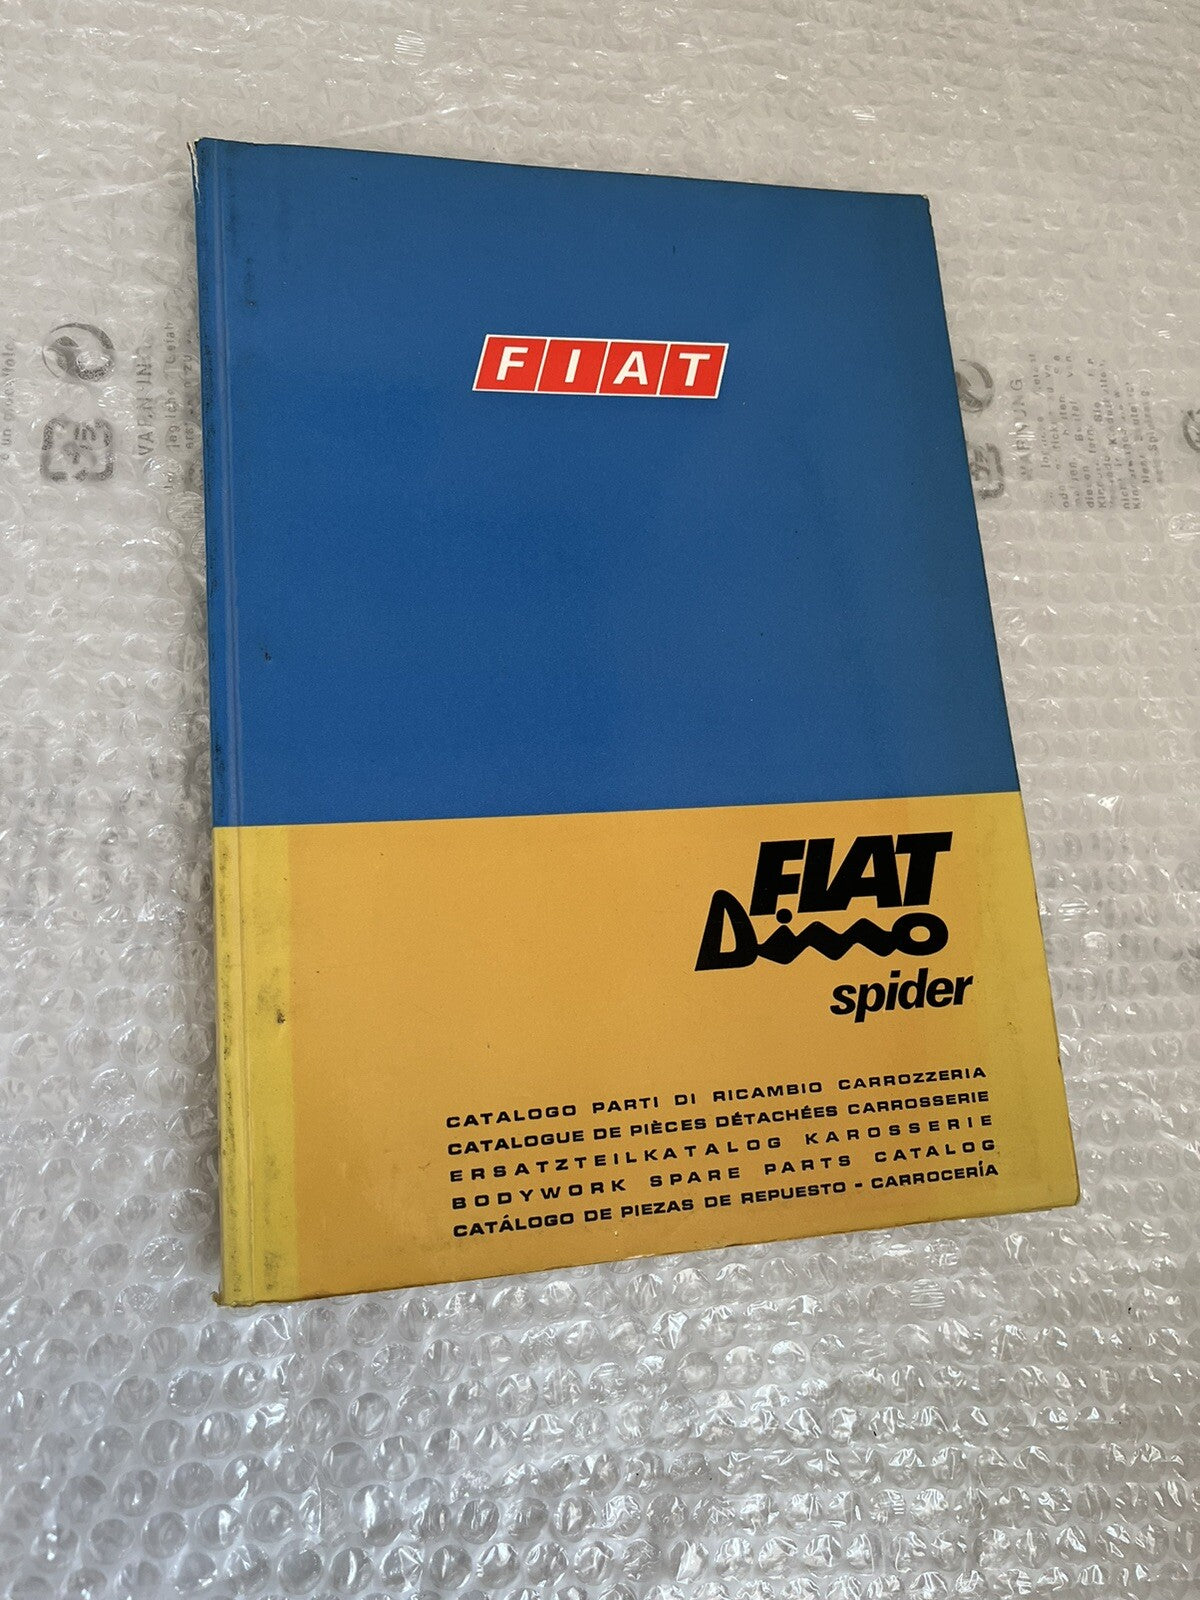 FIAT
FIAT
Dino
spider
CATALOGO PARTI DI RICAMBIO CARROZZERIA
CATALOGUE DE PIÈCES DÉTACHÉES CARROSSERIE
ERSATZTEILKATALOG KAROSSERIE
BODYWORK SPARE PARTS CATALOG
CATÁLOGO DE PIEZAS DE REPUESTO - CARROCERÍA
WARNUNG